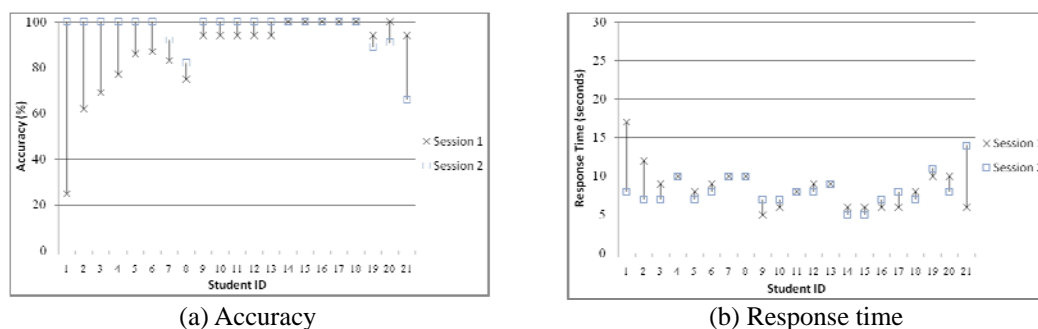 100
80
60
40
20
0
Accuracy (%)
1 2 3 4 5 6 7 8 9 10 11 12 13 14 15 16 17 18 19 20 21
Student ID
Session 1
Session 2
(a) Accuracy
30
25
20
15
10
5
0
Response Time (seconds)
1 2 3 4 5 6 7 8 9 10 11 12 13 14 15 16 17 18 19 20 21
Student ID
Session
Session
(b) Response time